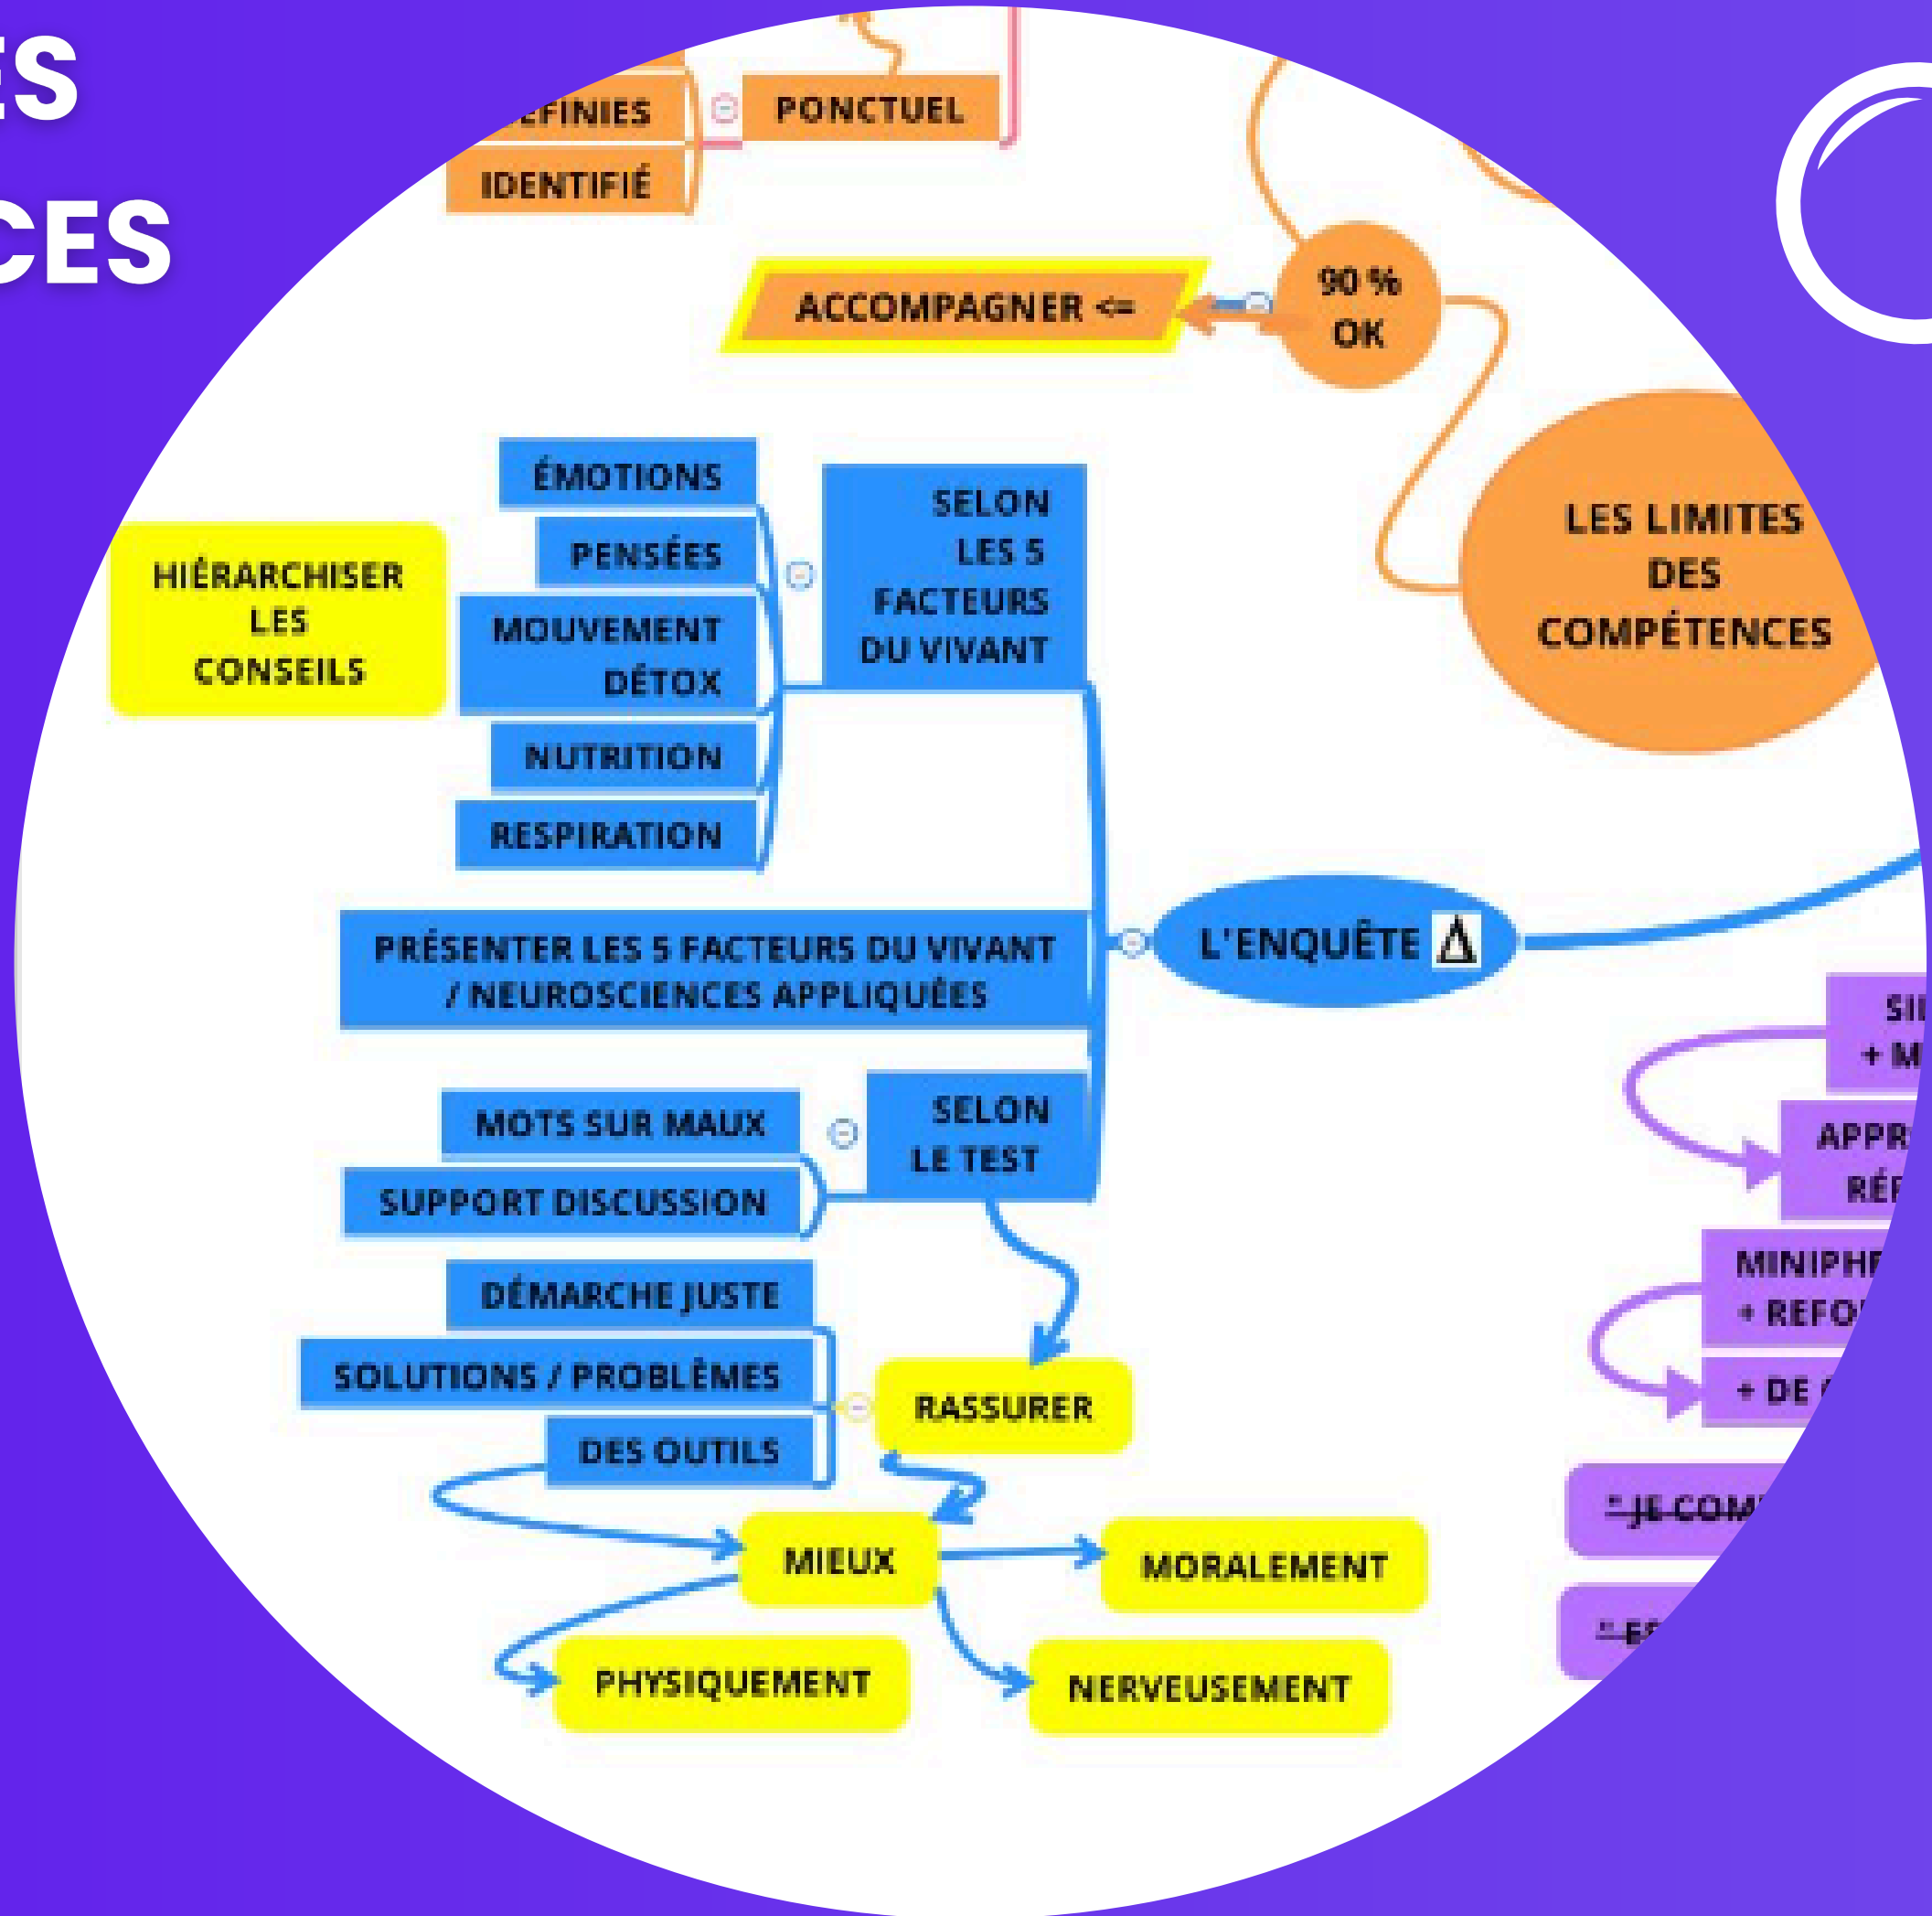 PONCTUEL
IDENTIFIÉ
90 %
OK
ACCOMPAGNER <=
LES LIMITES
DES
COMPÉTENCES
ÉMOTIONS
PENSÉES
MOUVEMENT
DÉTOX
NUTRITION
RESPIRATION
SELON
LES 5
FACTEURS
DU VIVANT
HIÉRARCHISER
LES
CONSEILS
PRÉSENTER LES 5 FACTEURS DU VIVANT
/ NEUROSCIENCES APPLIQUÉES
L'ENQUÊTE Δ
SELON
LE TEST
MOTS SUR MAUX
SUPPORT DISCUSSION
DÉMARCHE JUSTE
SOLUTIONS / PROBLÈMES
DES OUTILS
RASSURER
MIEUX
MORALEMENT
PHYSIQUEMENT
NERVEUSEMENT
+ DE
" JE